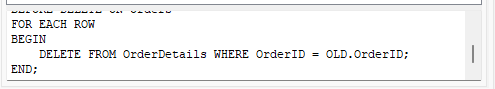 FOR EACH ROW
BEGIN
    DELETE FROM OrderDetails WHERE OrderID = OLD.OrderID;
END;